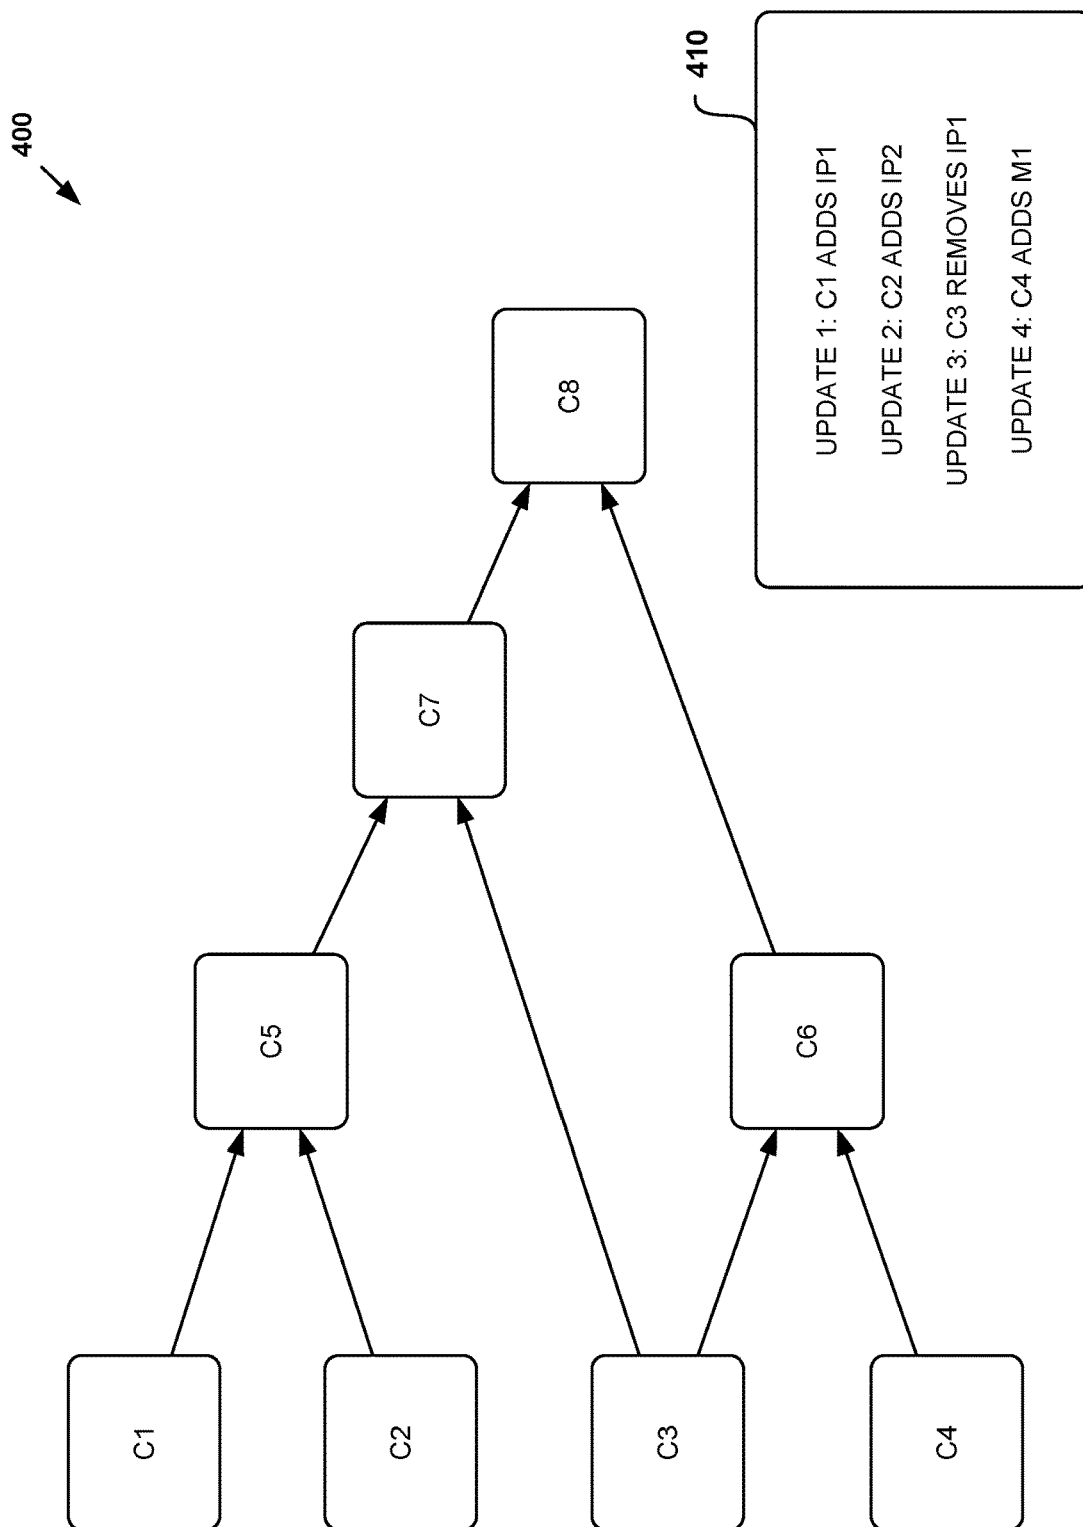 400
C1
C2
C3
C4
C5
C6
C7
C8
410
UPDATE 1: C1 ADDS IP1
UPDATE 2: C2 ADDS IP2
UPDATE 3: C3 REMOVES IP1
UPDATE 4: C4 ADDS M1